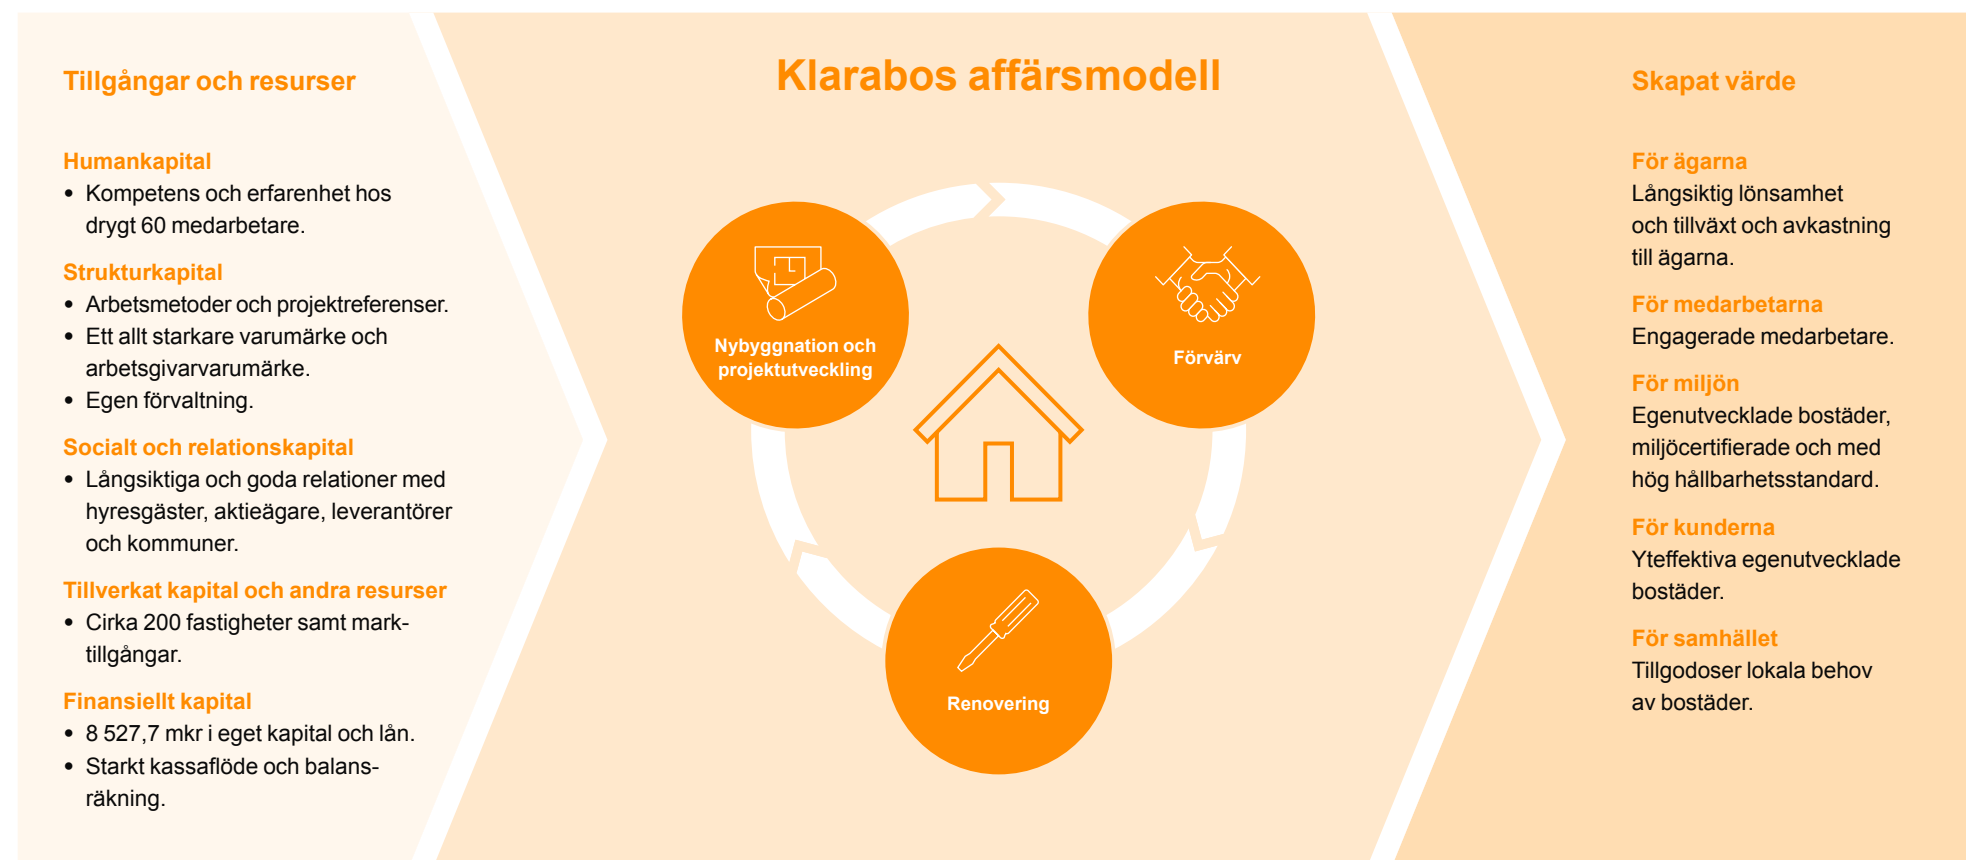 Tillgångar och resurser
Humankapital
• Kompetens och erfarenhet hos
drygt 60 medarbetare.
Strukturkapital
• Arbetsmetoder och projektreferenser.
• Ett allt starkare varumärke och
arbetsgivarvarumärke.
• Egen förvaltning.
Socialt och relationskapital
• Långsiktiga och goda relationer med
hyresgäster, aktieägare, leverantörer
och kommuner.
Tillverkat kapital och andra resurser
• Cirka 200 fastigheter samt mark-
tillgångar.
Finansiellt kapital
• 8 527,7 mkr i eget kapital och lån.
• Starkt kassaflöde och balans-
räkning.
Klarabos affärsmodell
Nybyggnation och
projektutveckling
Förvärv
Renovering
Skapat värde
För ägarna
Långsiktig lönsamhet
och tillväxt och avkastning
till ägarna.
För medarbetarna
Engagerade medarbetare.
För miljön
Egenutvecklade bostäder,
miljöcertifierade och med
hög hållbarhetsstandard.
För kunderna
Yteffektiva egenutvecklade
bostäder.
För samhället
Tillgodoser lokala behov
av bostäder.